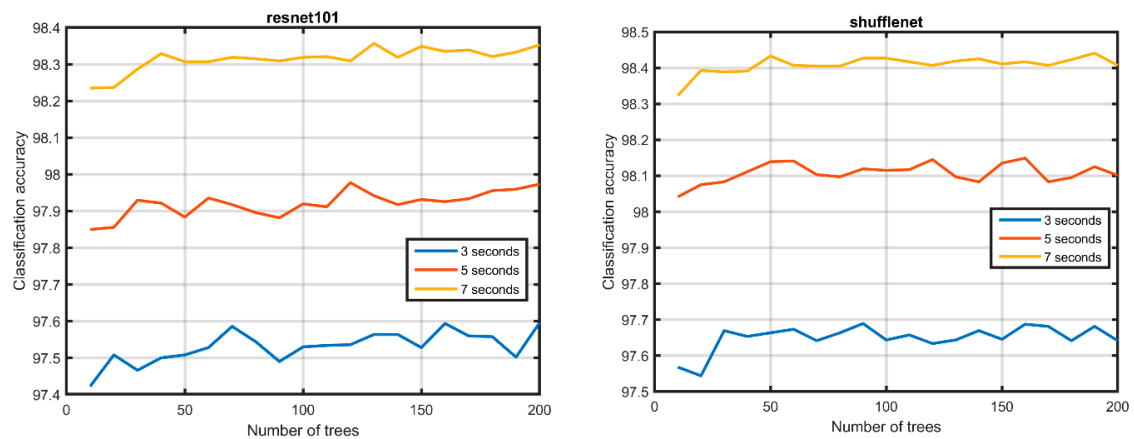 resnet101
98.4
98.3
98.2
98.1
98
97.9
97.8
97.7
97.6
97.5
97.4
0
50
100
150
200
Classification accuracy
Number of trees
3 seconds
5 seconds
7 seconds
shufflenet
98.5
98.4
98.3
98.2
98.1
98
97.9
97.8
97.7
97.6
97.5
0
50
100
150
200
Classification accuracy
Number of trees
3 seconds
5 seconds
7 seconds